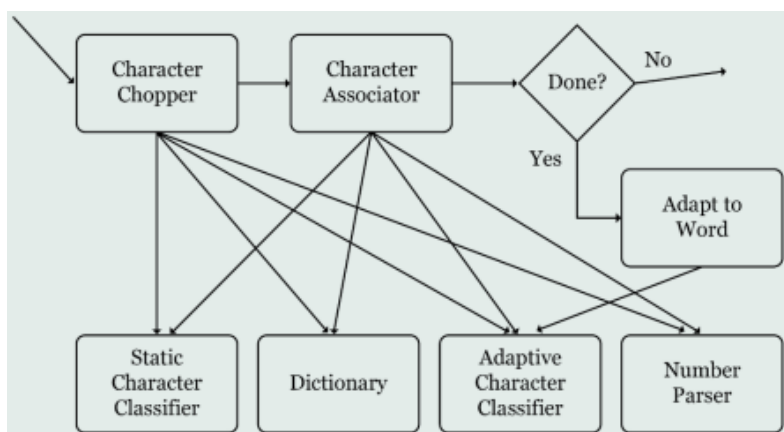 Character
Chopper
Character
Associator
Done?
No
Yes
Adapt to
Word
Static
Character
Classifier
Dictionary
Adaptive
Character
Classifier
Number
Parser